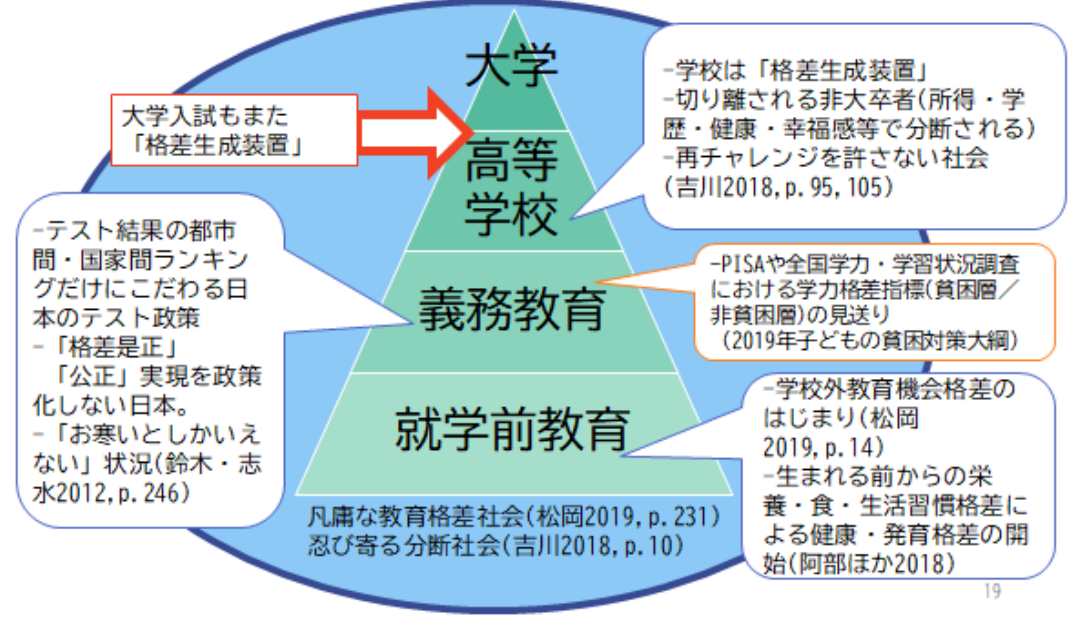 大学
高等
学校
義務教育
就学前教育
大学入試もまた
「格差生成装置」
-学校は「格差生成装置」
-切り離される非大卒者(所得・学
歴・健康・幸福感等で分断される)
-再チャレンジを許さない社会
(吉川2018,p.95,105)
-テスト結果の都市
間・国家間ランキン
グだけにこだわる日
本のテスト政策
-「格差是正」
「公正」実現を政策
化しない日本。
-「お寒いとしかいえ
ない」状況(鈴木・志
水2012,p.246)
-PISAや全国学力・学習状況調査
における学力格差指標(貧困層／
非貧困層)の見送り
(2019年子どもの貧困対策大綱)
-学校外教育機会格差の
はじまり(松岡
2019,p.14)
-生まれる前からの栄
養・食・生活習慣格差に
よる健康・発育格差の開
始(阿部ほか2018)
凡庸な教育格差社会(松岡2019,p.231)
忍び寄る分断社会(吉川2018,p.10)
19